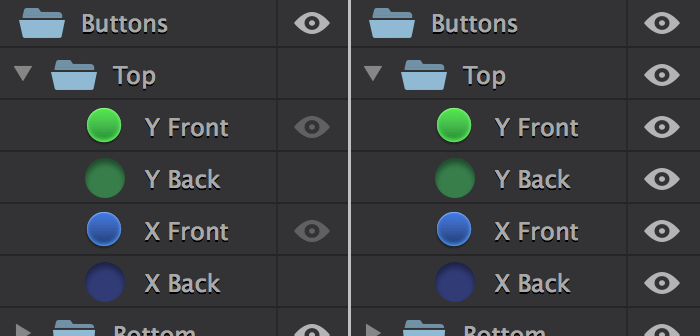 Buttons
Top
Y Front
Y Back
X Front
X Back
Bottom
Buttons
Top
Y Front
Y Back
X Front
X Back
Bottom